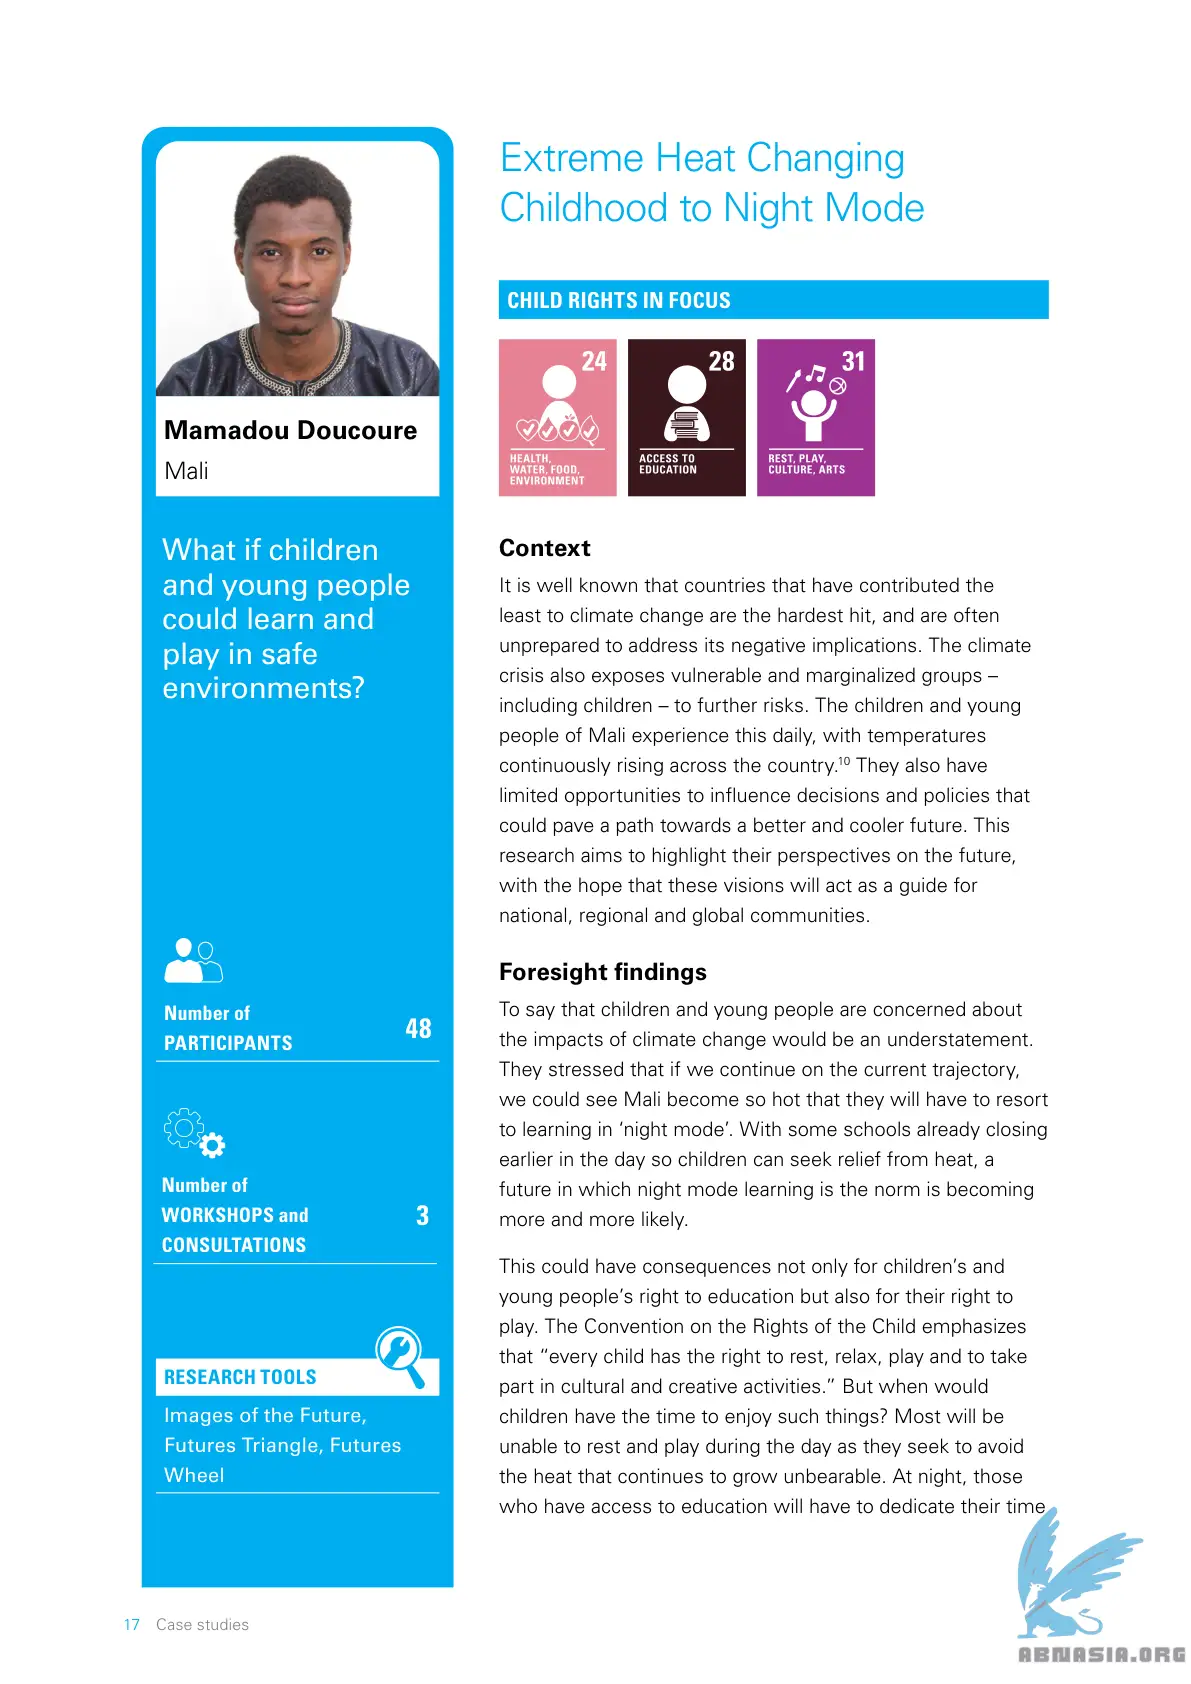 Extreme Heat Changing
Childhood to Night Mode
Mamadou Doucoure
Mali
What if children
and young people
could learn and
play in safe
environments?
Number of
PARTICIPANTS
48
Number of
WORKSHOPS and
CONSULTATIONS
3
RESEARCH TOOLS
Images of the Future,
Futures Triangle, Futures
Wheel
CHILD RIGHTS IN FOCUS
24
HEALTH,
WATER, FOOD,
ENVIRONMENT
28
ACCESS TO
EDUCATION
31
REST, PLAY,
CULTURE, ARTS
Context
It is well known that countries that have contributed the
least to climate change are the hardest hit, and are often
unprepared to address its negative implications. The climate
crisis also exposes vulnerable and marginalized groups –
including children – to further risks. The children and young
people of Mali experience this daily, with temperatures
continuously rising across the country.10 They also have
limited opportunities to influence decisions and policies that
could pave a path towards a better and cooler future. This
research aims to highlight their perspectives on the future,
with the hope that these visions will act as a guide for
national, regional and global communities.
Foresight findings
To say that children and young people are concerned about
the impacts of climate change would be an understatement.
They stressed that if we continue on the current trajectory,
we could see Mali become so hot that they will have to resort
to learning in ‘night mode’. With some schools already closing
earlier in the day so children can seek relief from heat, a
future in which night mode learning is the norm is becoming
more and more likely.
This could have consequences not only for children’s and
young people’s right to education but also for their right to
play. The Convention on the Rights of the Child emphasizes
that “every child has the right to rest, relax, play and to take
part in cultural and creative activities.” But when would
children have the time to enjoy such things? Most will be
unable to rest and play during the day as they seek to avoid
the heat that continues to grow unbearable. At night, those
who have access to education will have to dedicate their time
17 Case studies
ABNASIA.ORG